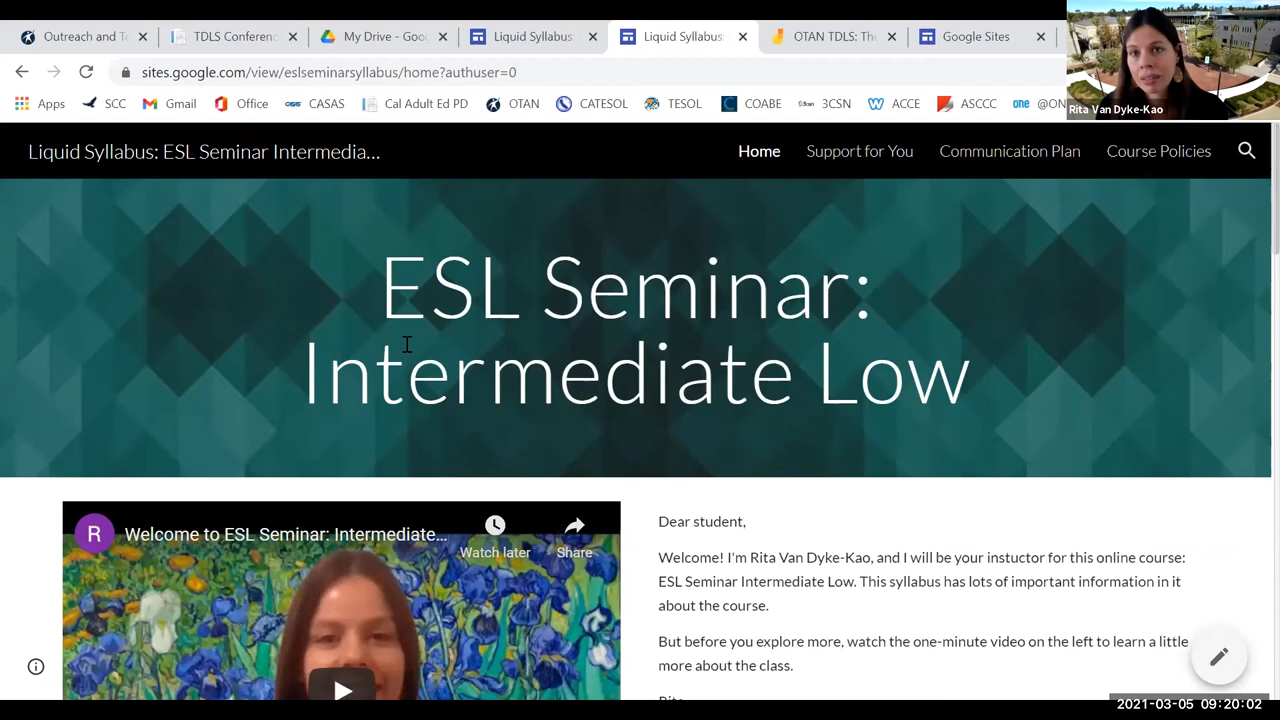 Outreach and Te
TDLS Conferenc
My Drive - Goo
Liquid Syllabus:
Liquid Syllabus:
OTAN TDLS: The
Google Sites
sites.google.com/view/eslseminarsyllabus/home?authuser=0
Rita Van Dyke-Kao
Apps
SCC
Gmail
Office
CASAS
CASAS
Cal Adult Ed PD
OTAN
CATESOL
TESOL
COABE
3CSN
3CSN
ACCE
ASCCC
one
@ON
Liquid Syllabus: ESL Seminar Intermedia...
Home
Support for You
Communication Plan
Course Policies
ESL Seminar:
Intermediate Low
R
Welcome to ESL Seminar: Intermediate...
Watch later
Share
Dear student,
Welcome! I'm Rita Van Dyke-Kao, and I will be your instuctor for this online course:
ESL Seminar Intermediate Low. This syllabus has lots of important information in it
about the course.
But before you explore more, watch the one-minute video on the left to learn a little
more about the class.
2021-03-05 09:20:02